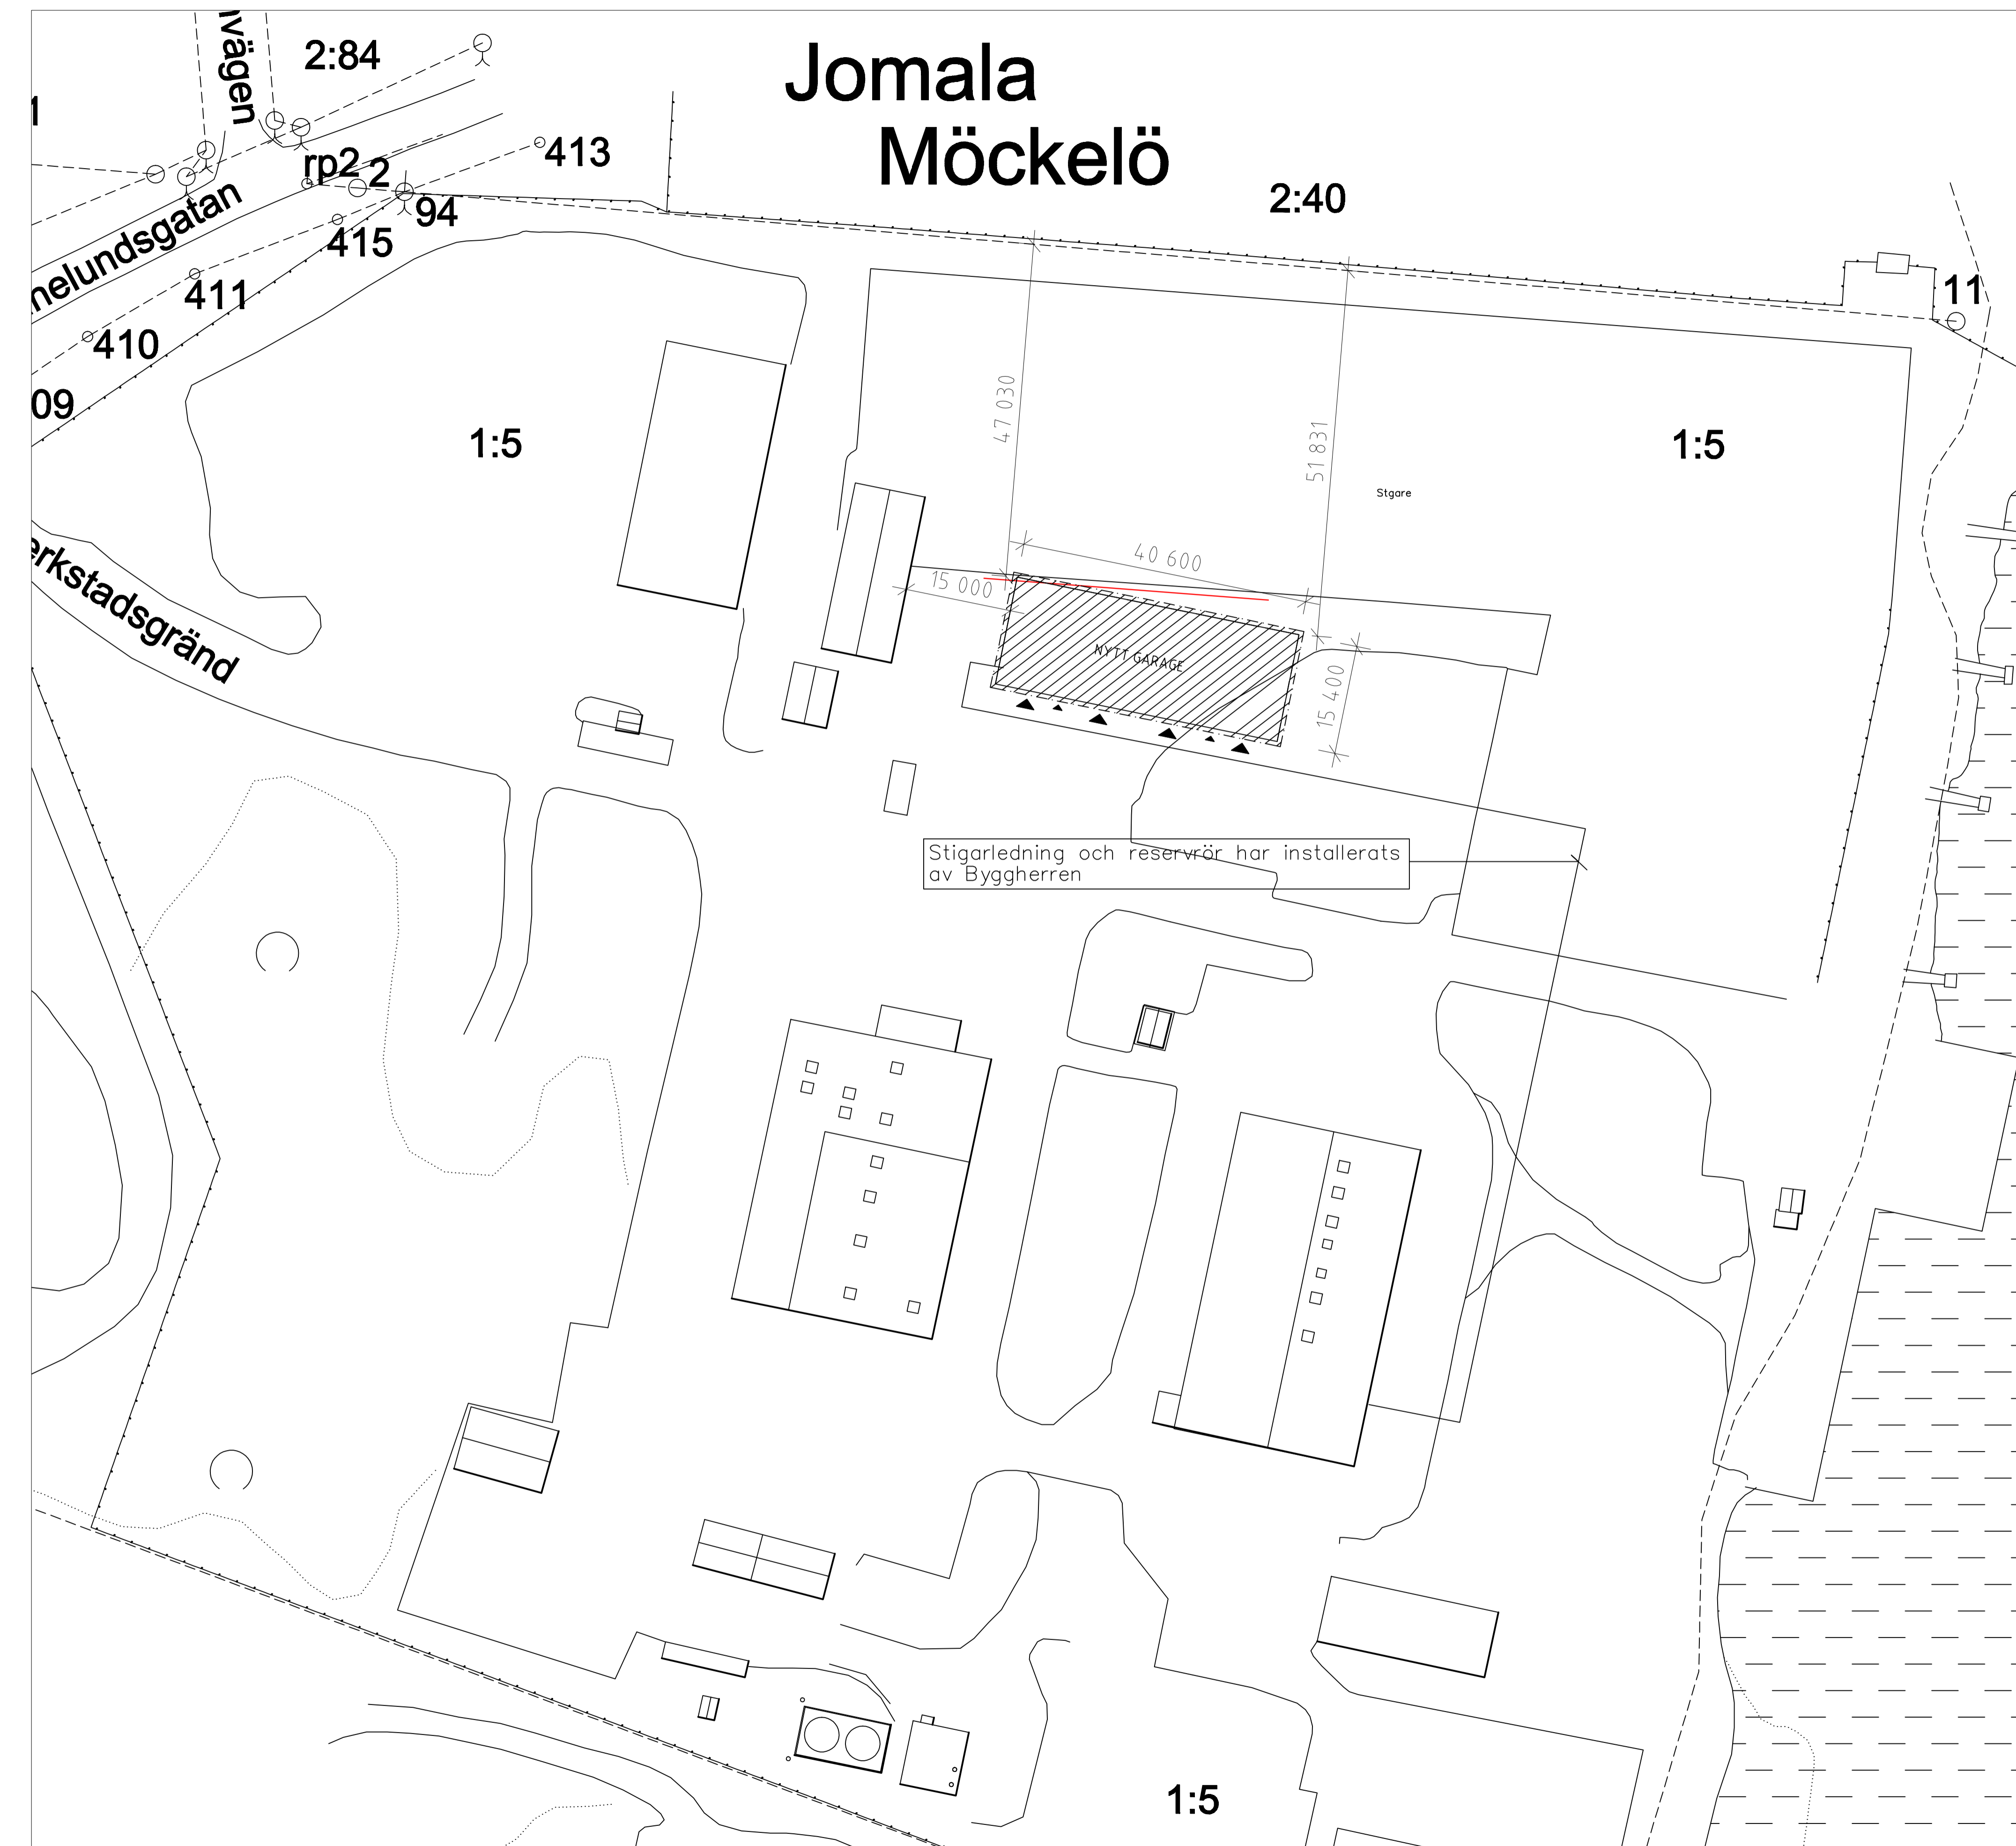 vägen
2:84
Jomala
1
413
rp2
2
Möckelö
2:40
94
melundsgatan
415
411
11
410
09
47 030
51 831
1:5
1:5
Stgare
40 600
15 000
erkstadsgränd
NYTT GARAGE
15 400
Stigarledning och reservrör har installerats
av Byggherren
1:5